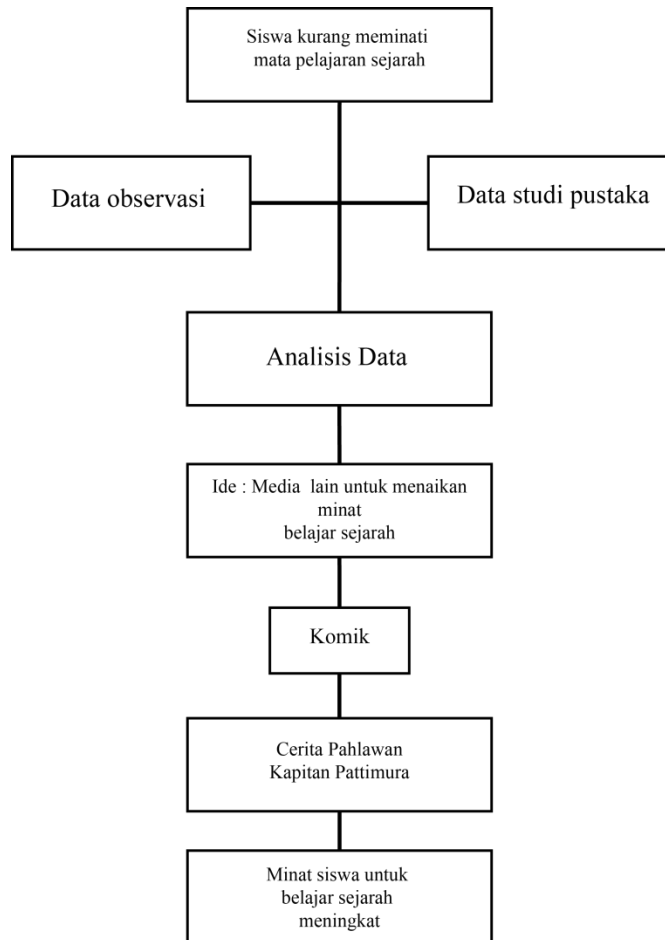 Siswa kurang meminati
mata pelajaran sejarah
Data observasi
Data studi pustaka
Analisis Data
Ide : Media lain untuk menaikan
minat
belajar sejarah
Komik
Cerita Pahlawan
Kapitan Pattimura
Minat siswa untuk
belajar sejarah
meningkat